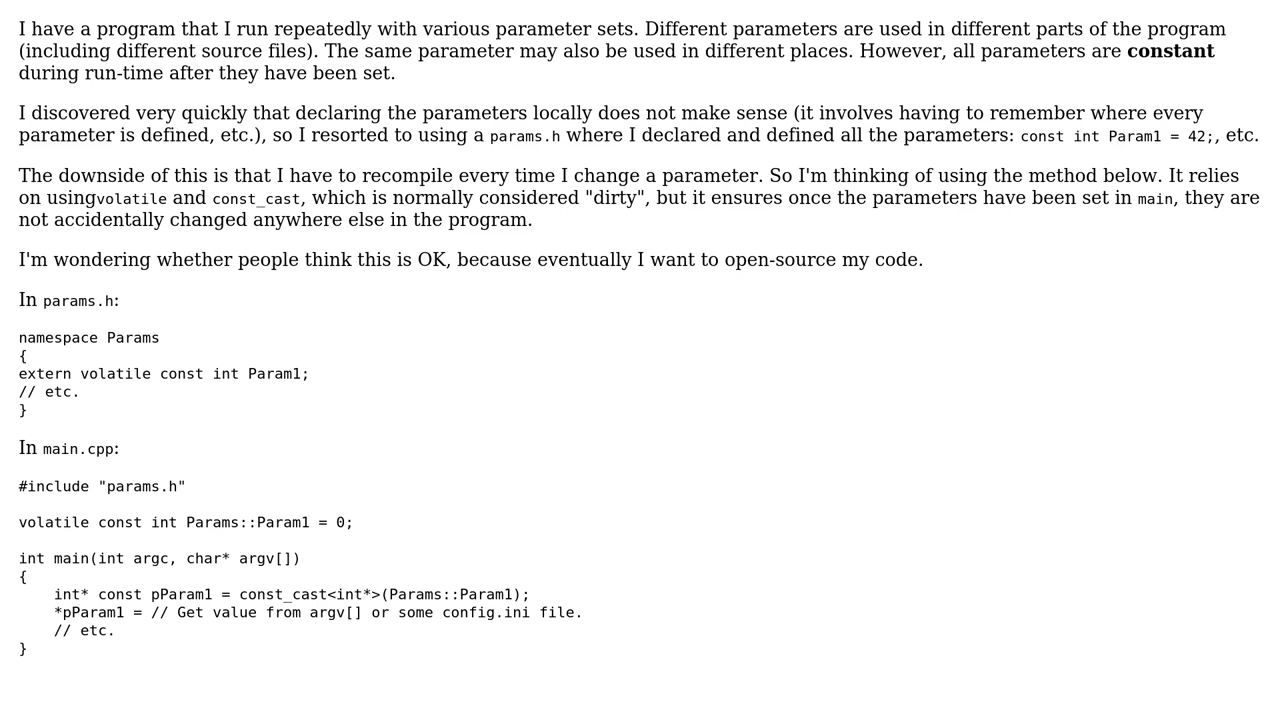 I have a program that I run repeatedly with various parameter sets. Different parameters are used in different parts of the program
(including different source files). The same parameter may also be used in different places. However, all parameters are constant
during run-time after they have been set.
I discovered very quickly that declaring the parameters locally does not make sense (it involves having to remember where every
parameter is defined, etc.), so I resorted to using a params.h where I declared and defined all the parameters: const int Param1 = 42;, etc.
The downside of this is that I have to recompile every time I change a parameter. So I'm thinking of using the method below. It relies
on usingvolatile and const_cast, which is normally considered "dirty", but it ensures once the parameters have been set in main, they are
not accidentally changed anywhere else in the program.
I'm wondering whether people think this is OK, because eventually I want to open-source my code.
In params.h:
namespace Params
{
extern volatile const int Param1;
// etc.
}
In main.cpp:
#include "params.h"
volatile const int Params::Param1 = 0;
int main(int argc, char* argv[])
{
    int* const pParam1 = const_cast<int*>(Params::Param1);
    *pParam1 = // Get value from argv[] or some config.ini file.
    // etc.
}